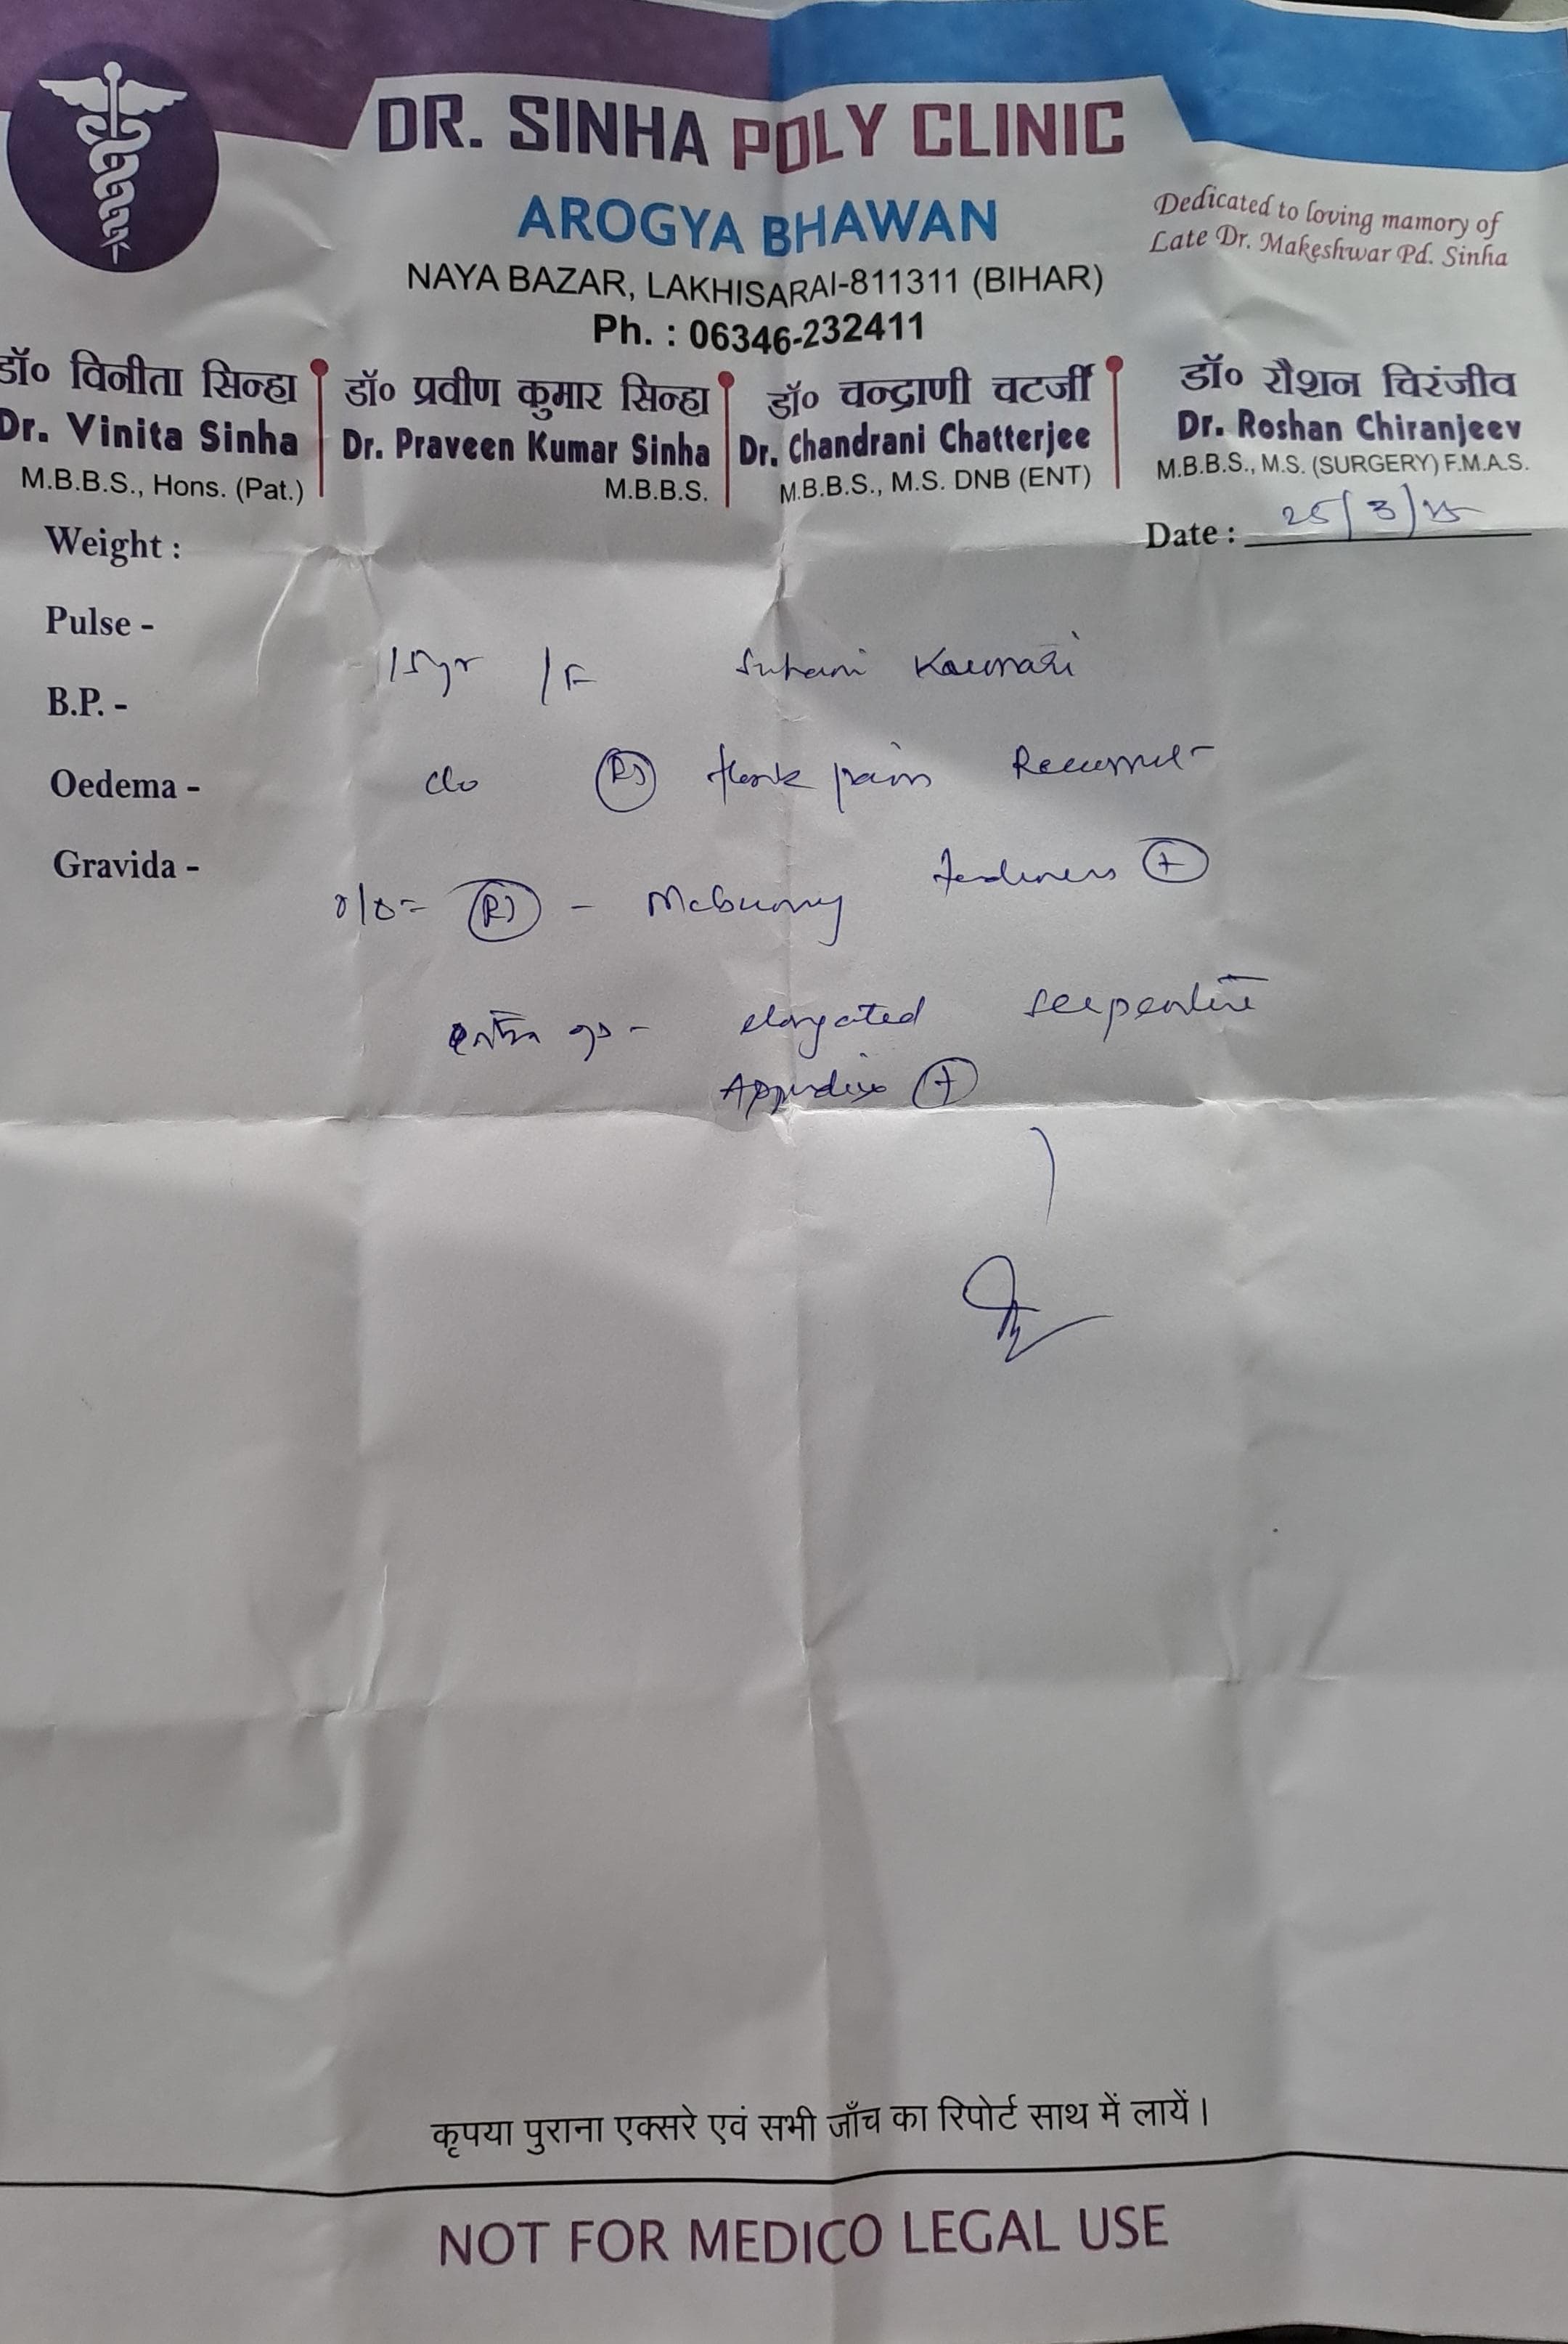 DR. SINHA POLY CLINIC
AROGYA BHAWAN
Dedicated to loving mamory of
Late Dr. Makeshwar Pd. Sinha
NAYA BAZAR, LAKHISARAI-811311 (BIHAR)
Ph. : 06346-232411
डॉ० विनीता सिन्हा
Dr. Vinita Sinha
M.B.B.S., Hons. (Pat.)
डॉ० प्रवीण कुमार सिन्हा
Dr. Praveen Kumar Sinha
M.B.B.S.
डॉ० चन्द्राणी चटर्जी
Dr. Chandrani Chatterjee
M.B.B.S., M.S. DNB (ENT)
डॉ० रौशन चिरंजीव
Dr. Roshan Chiranjeev
M.B.B.S., M.S. (SURGERY) F.M.A.S.
Date : 25/3/25
Weight :
Pulse -
B.P. -
Oedema -
Gravida -
15yr /F Suhani Kumari
c/o flank pain Recurrent
- Mcburny tenderness +
elongated serpentine
Appendix +
कृपया पुराना एक्सरे एवं सभी जाँच का रिपोर्ट साथ में लायें।
NOT FOR MEDICO LEGAL USE